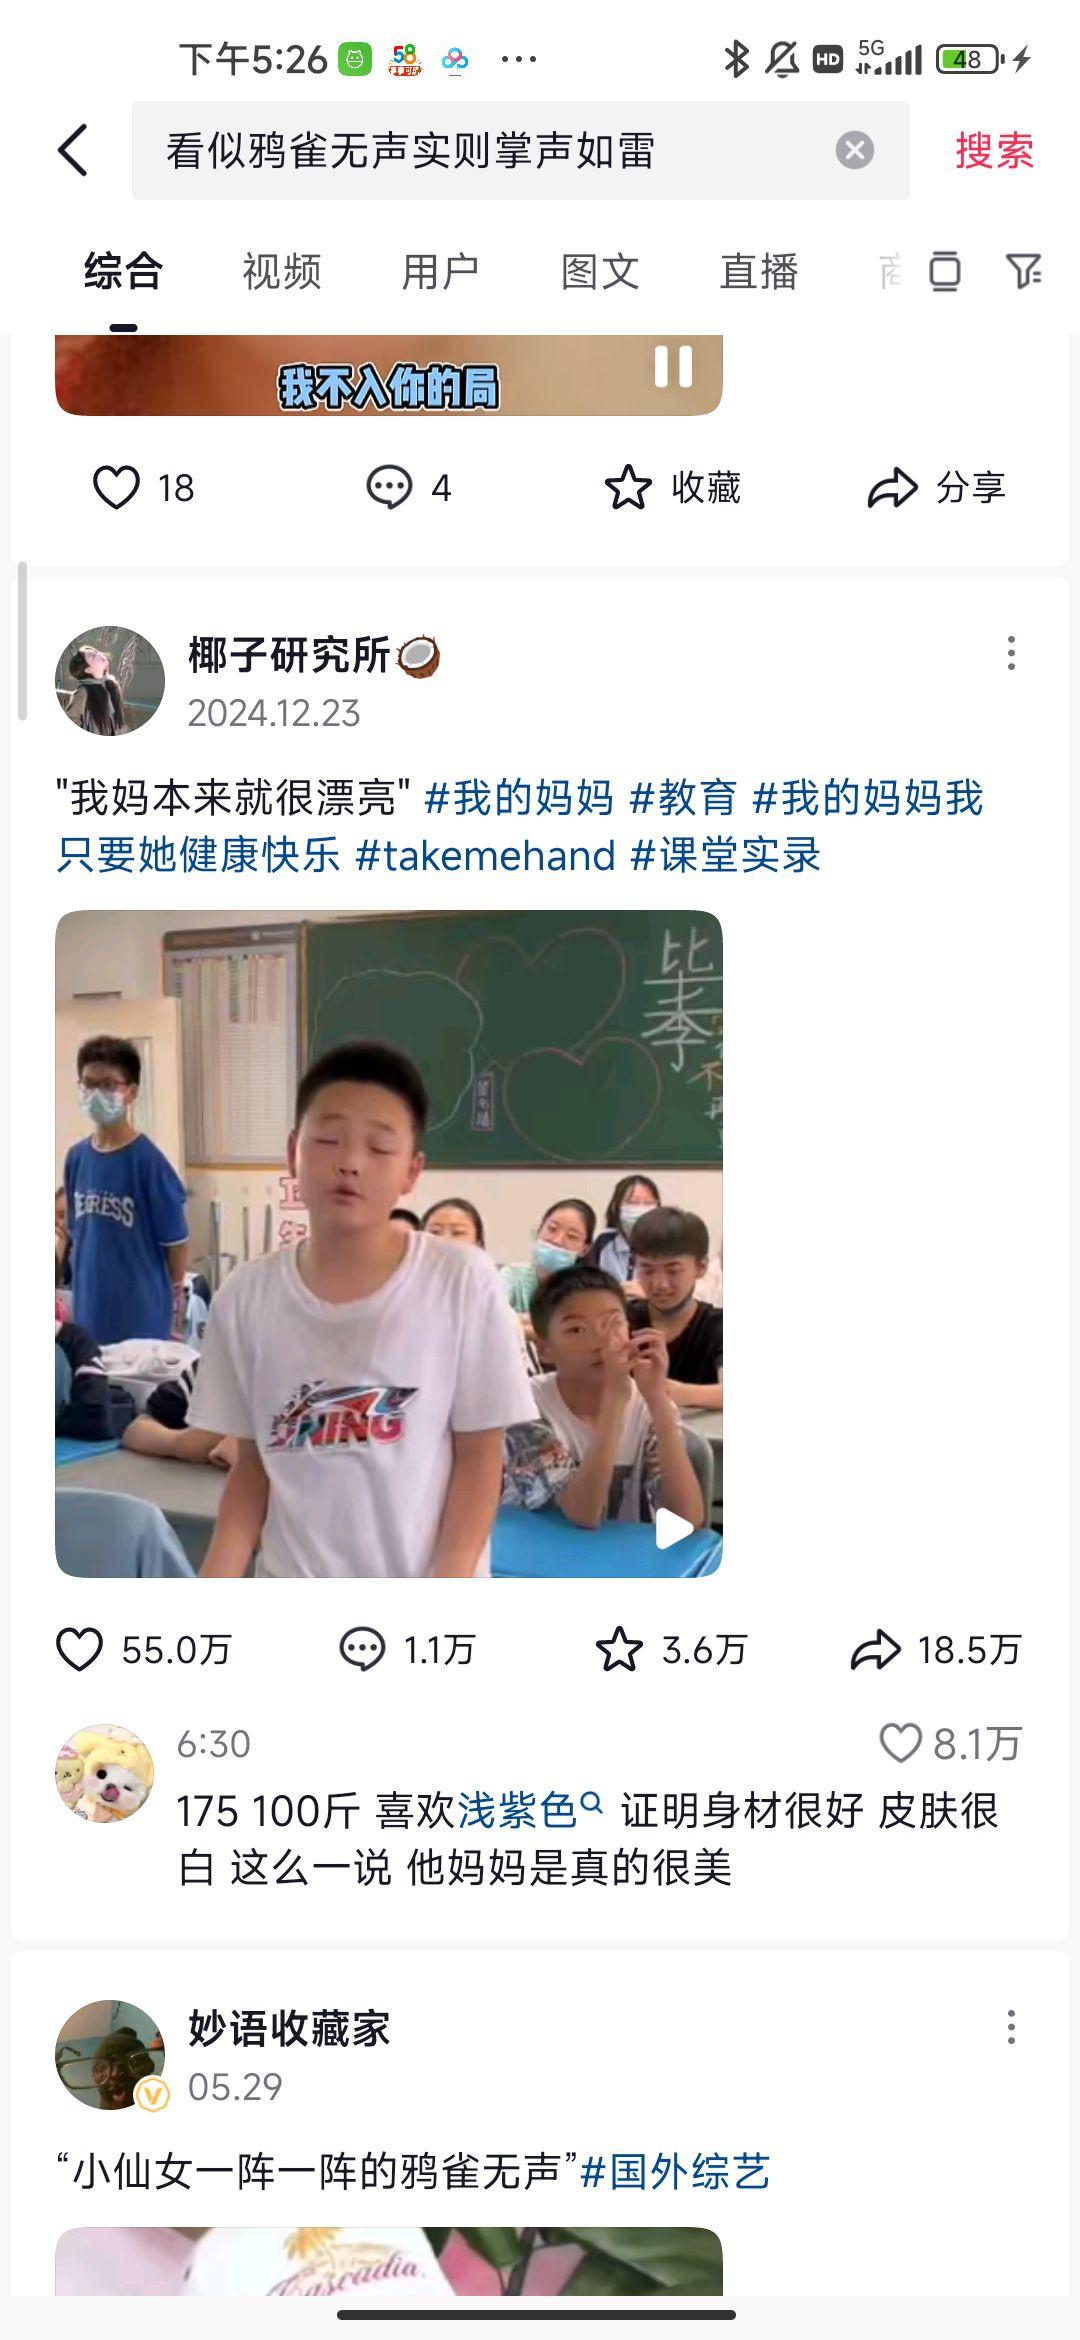 下午5:26 58 ... HD 5G 48
看似鸦雀无声实则掌声如雷 搜索
综合 视频 用户 图文 直播
我不入你的局
18 4 收藏 分享
椰子研究所
2024.12.23
"我妈本来就很漂亮" #我的妈妈 #教育 #我的妈妈我
只要她健康快乐 #takemehand #课堂实录
毕
季
55.0万 1.1万 3.6万 18.5万
6:30 8.1万
175 100斤 喜欢浅紫色 证明身材很好 皮肤很
白 这么一说 他妈妈是真的很美
妙语收藏家
05.29
“小仙女一阵一阵的鸦雀无声”#国外综艺
Cascadia